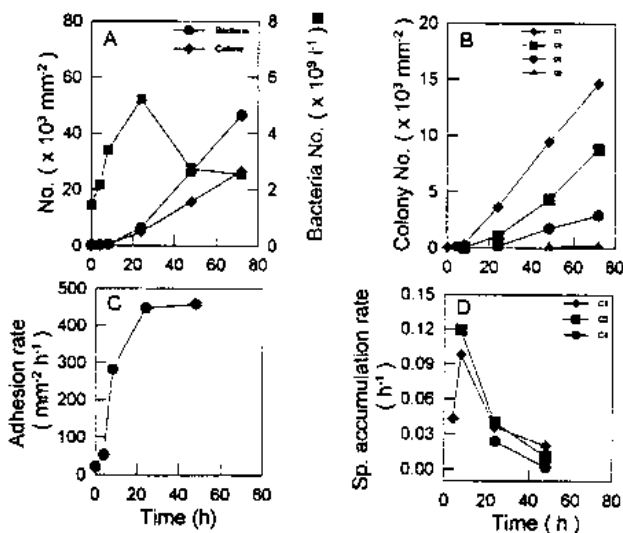 A
Bacteria
Colony
80
60
40
20
0
No. ( x 10³ mm⁻²)
8
6
4
2
0
Bacteria No. ( x 10⁹ l⁻¹)
0 20 40 60 80
B
20
15
10
5
0
Colony No. ( x 10³ mm⁻²)
0 20 40 60 80
C
500
400
300
200
100
0
Adhesion rate
( mm⁻² h⁻¹)
0 20 40 60 80
Time (h)
D
0.15
0.12
0.09
0.06
0.03
0.00
Sp. accumulation rate
( h⁻¹)
0 20 40 60 80
Time ( h )